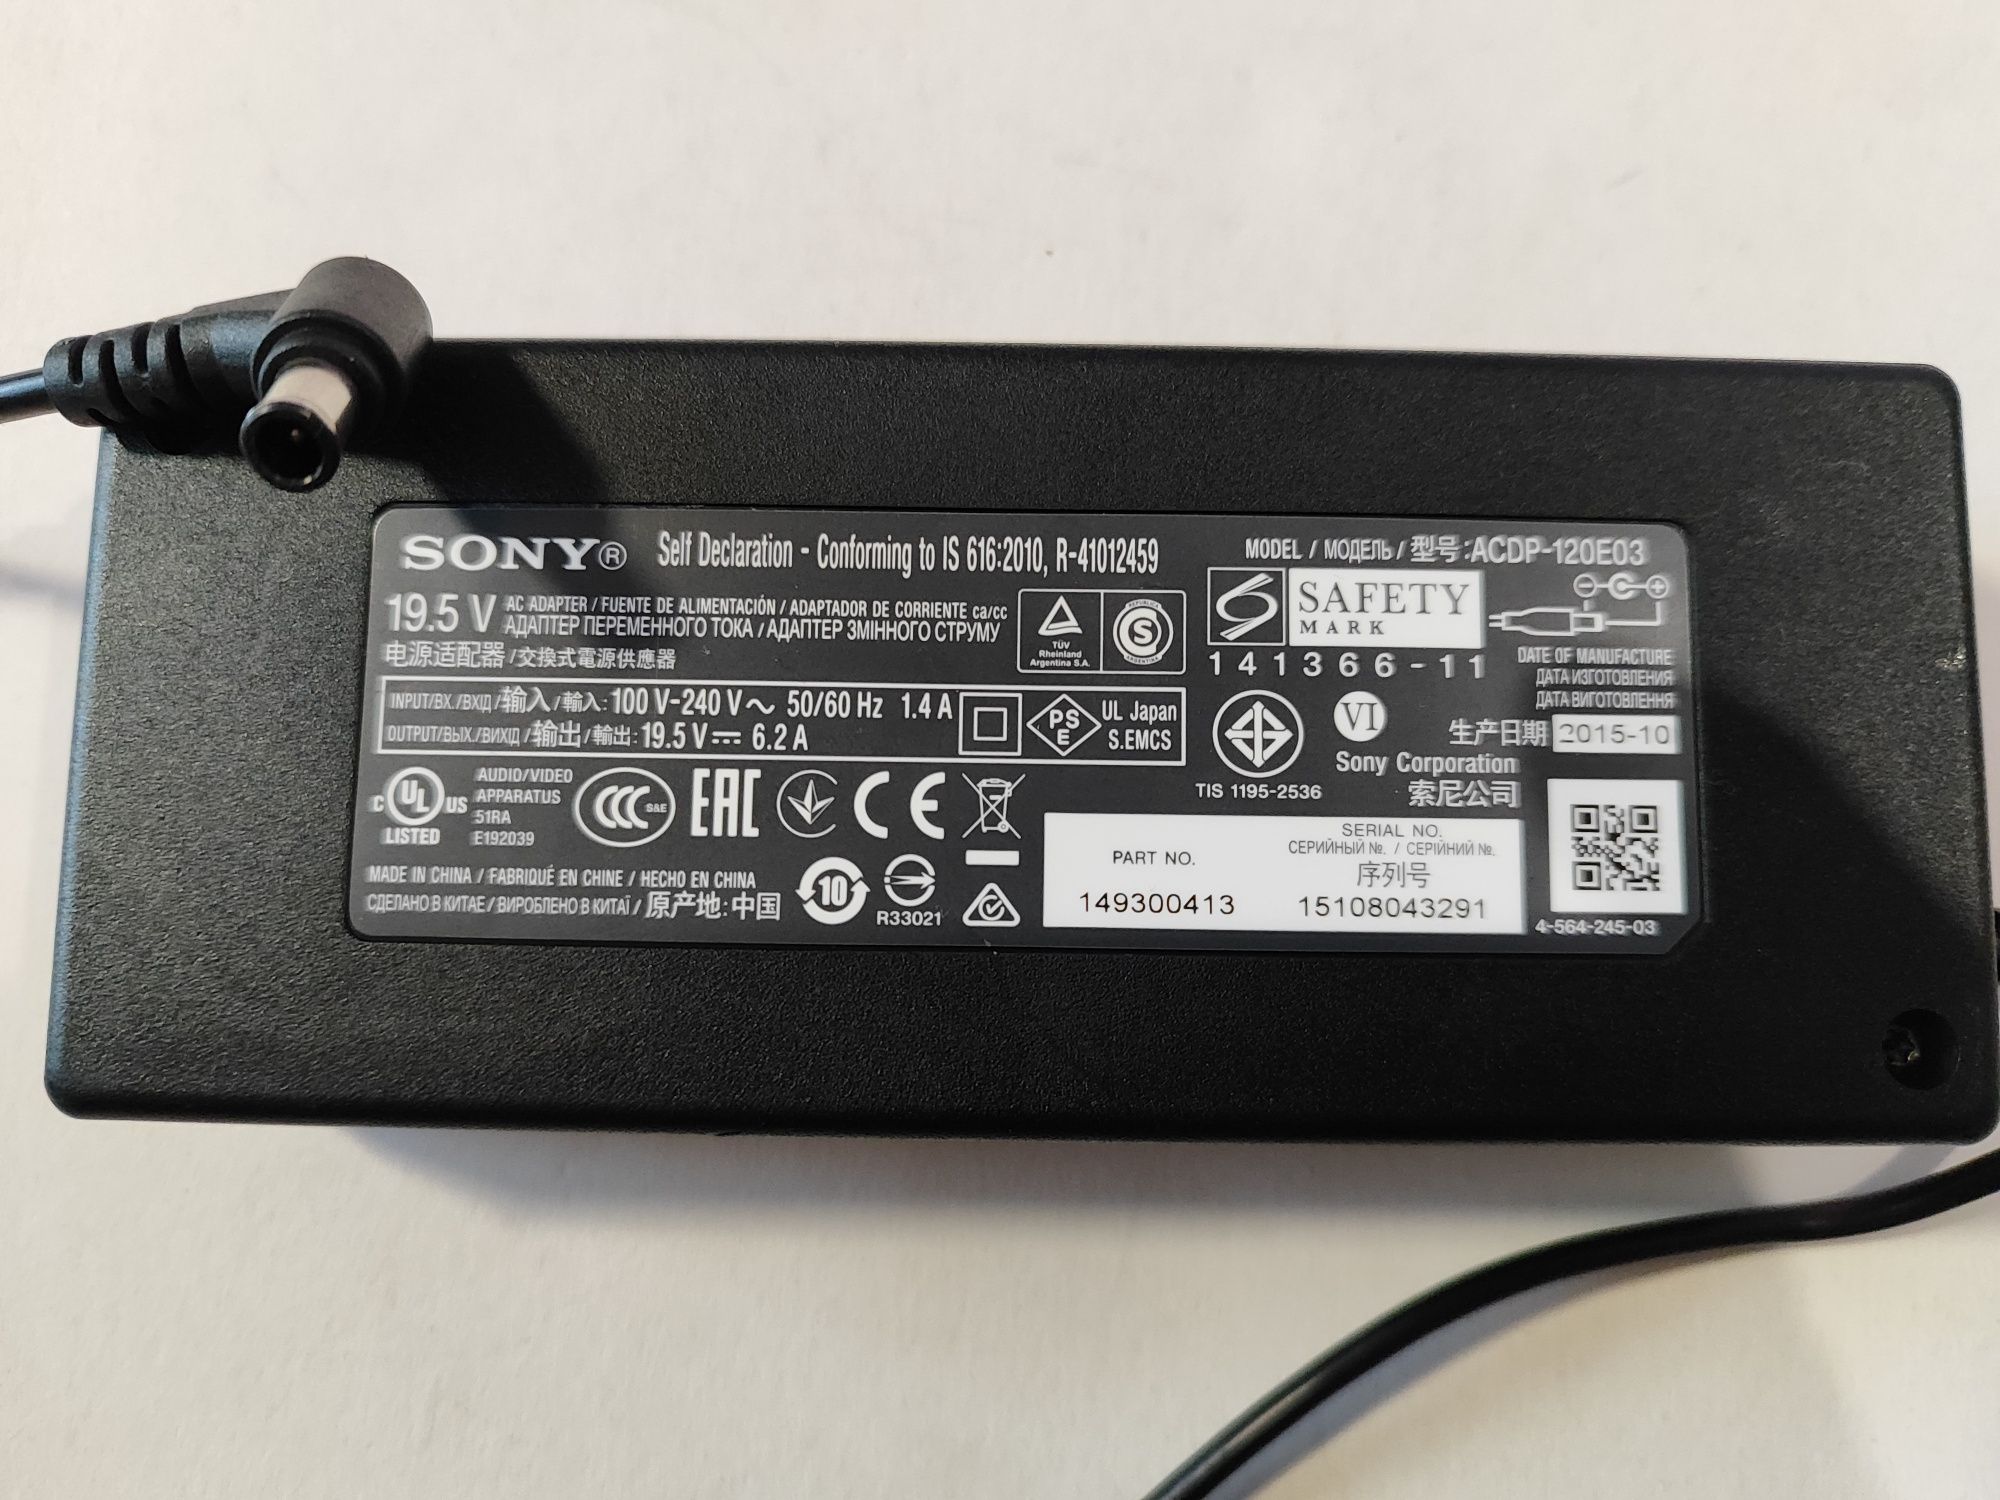 SONY® Self Declaration - Conforming to IS 616:2010, R-41012459
MODEL / МОДЕЛЬ / 型号:ACDP-120E03
19.5 V AC ADAPTER / FUENTE DE ALIMENTACIÓN / ADAPTADOR DE CORRIENTE ca/cc
АДАПТЕР ПЕРЕМЕННОГО ТОКА / АДАПТЕР ЗМІННОГО СТРУМУ
电源适配器 / 交換式電源供應器
TÜV
Rheinland
Argentina S.A.
REPUBLICA
S
ARGENTINA
SAFETY
MARK
141366-11
INPUT/ВХ./ВХІД / 输入 / 輸入: 100 V-240 V~ 50/60 Hz 1.4 A
OUTPUT/ВЫХ./ВИХІД / 输出 / 輸出: 19.5 V⎓ 6.2 A
PS
E
UL Japan
S.EMCS
TIS 1195-2536
VI
Sony Corporation
索尼公司
DATE OF MANUFACTURE
ДАТА ИЗГОТОВЛЕНИЯ
ДАТА ВИГОТОВЛЕННЯ
生产日期 2015-10
C UL US
LISTED
AUDIO/VIDEO
APPARATUS
51RA
E192039
CCC S&E
EAC
CE
MADE IN CHINA / FABRIQUÉ EN CHINE / HECHO EN CHINA
СДЕЛАНО В КИТАЕ / ВИРОБЛЕНО В КИТАЇ / 原产地:中国
10
R33021
PART NO.
149300413
SERIAL NO.
СЕРИЙНЫЙ №. / СЕРІЙНИЙ №.
序列号
15108043291
4-564-245-03